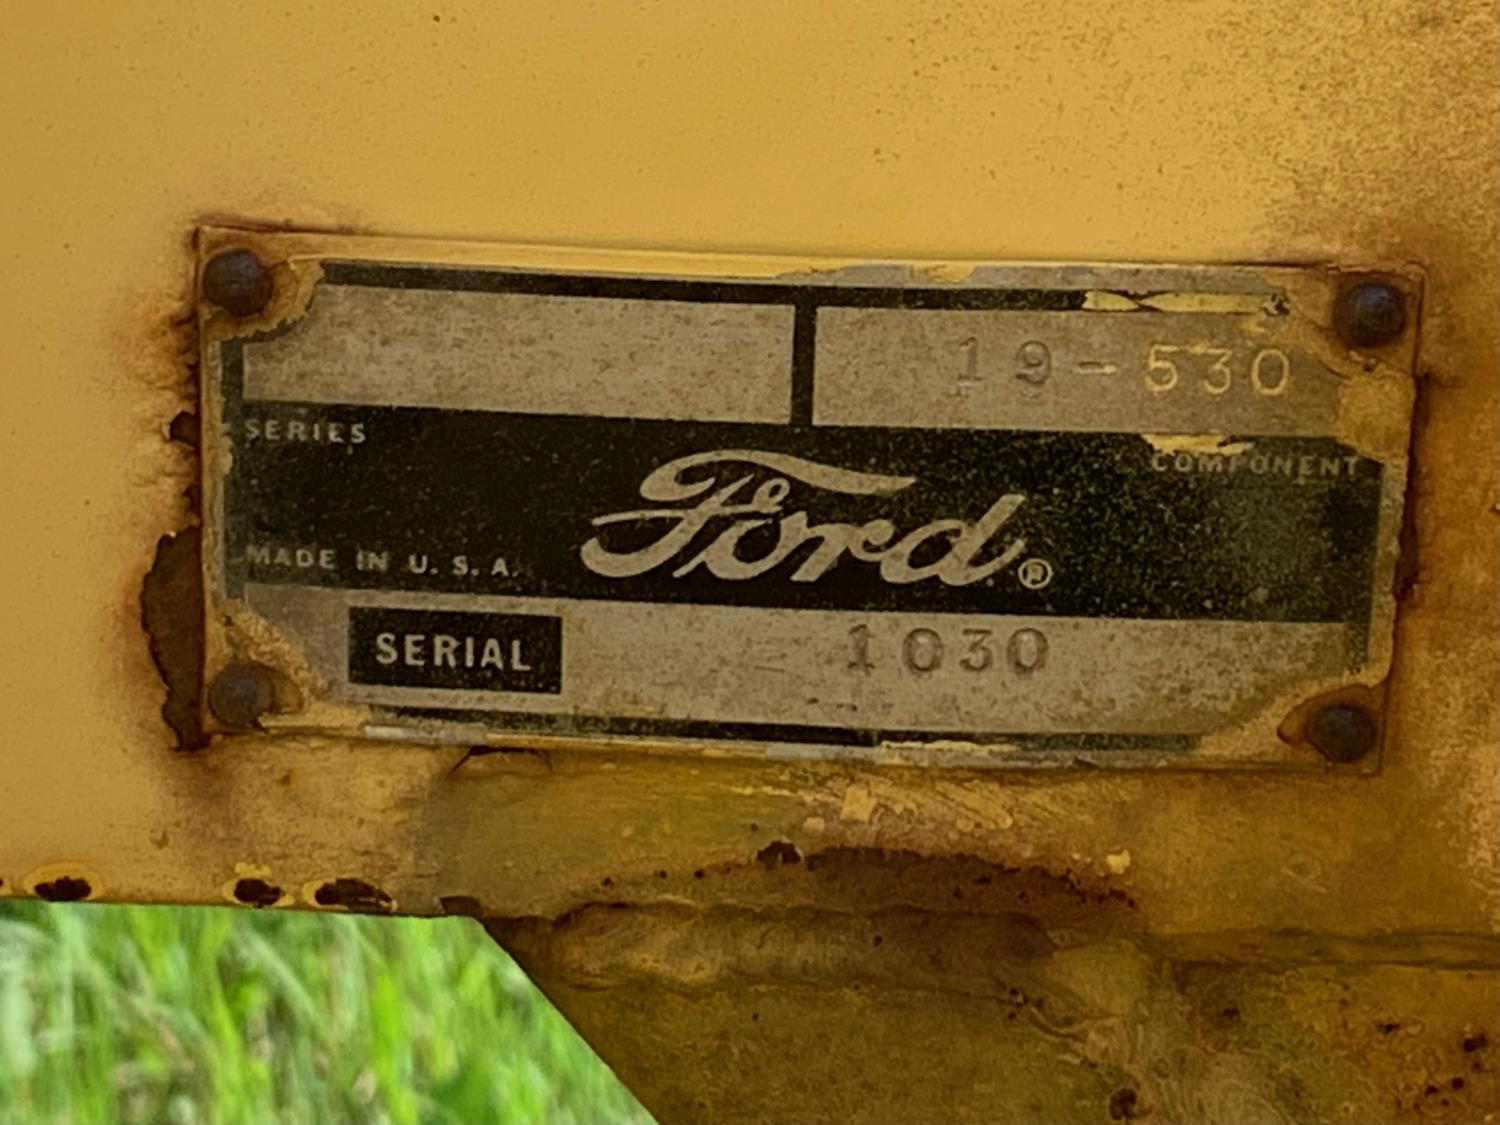 19-530
SERIES
COMPONENT
Ford®
MADE IN U.S.A.
SERIAL 1030